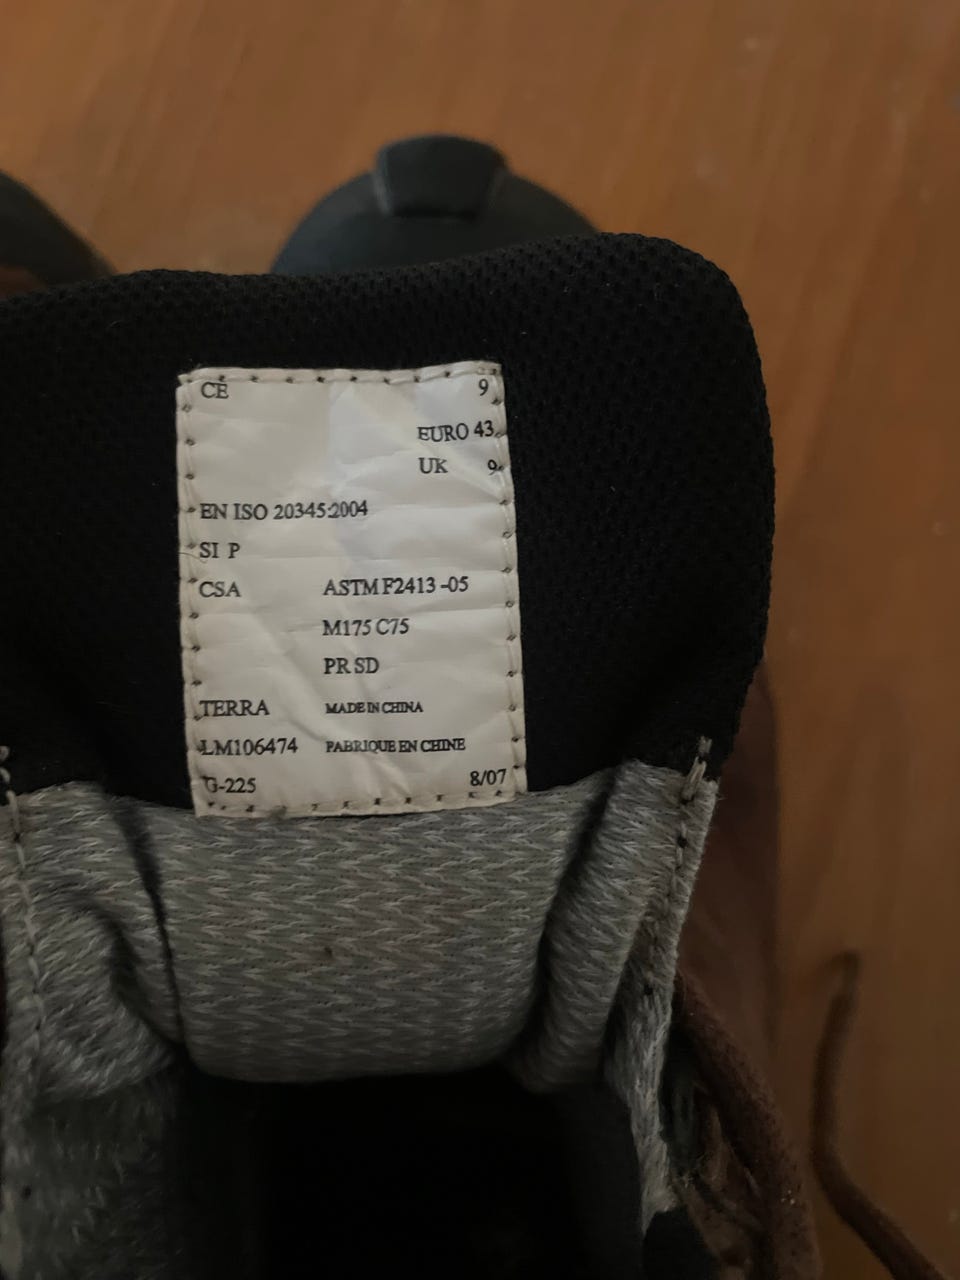 CE 9
EURO 43
UK 9
EN ISO 20345:2004
SI P
CSA ASTM F2413 -05
M175 C75
PR SD
TERRA MADE IN CHINA
LM106474 PABRIQUE EN CHINE
G-225 8/07